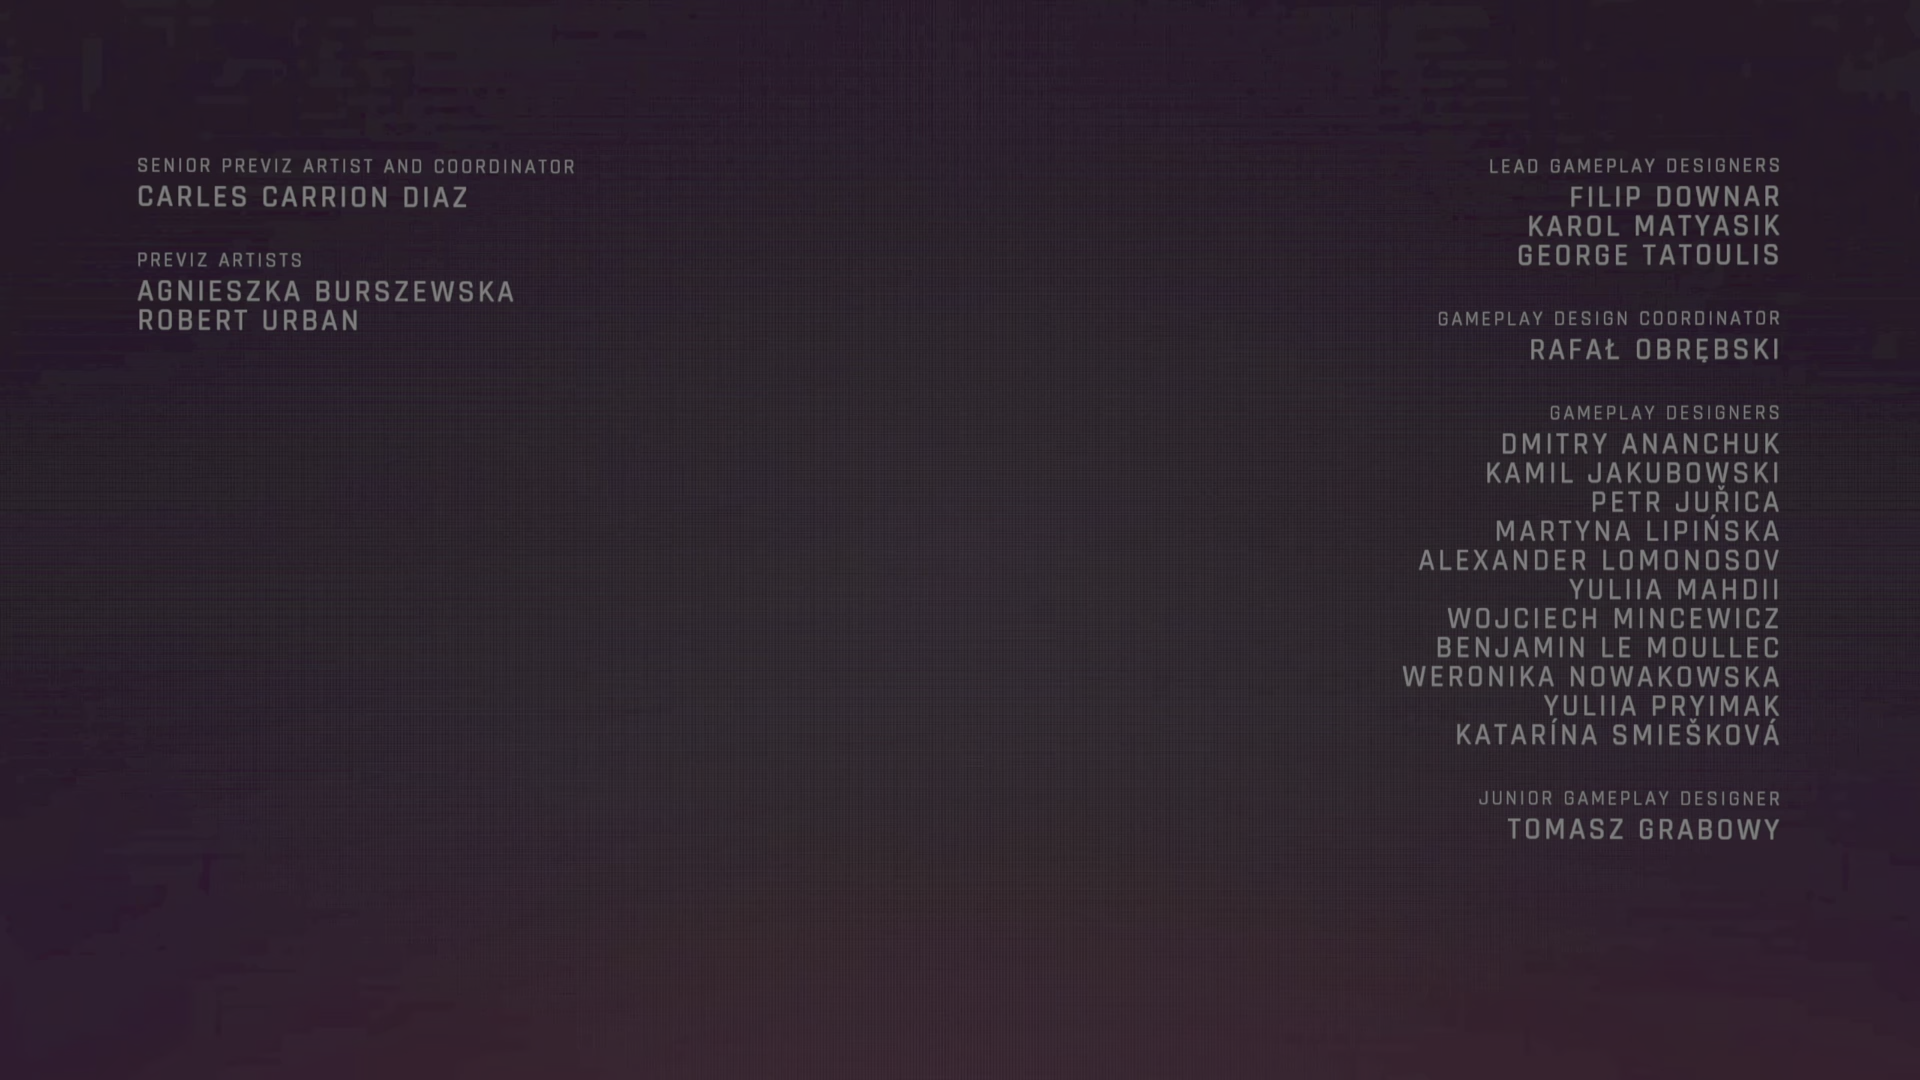 SENIOR PREVIZ ARTIST AND COORDINATOR
CARLES CARRION DIAZ
PREVIZ ARTISTS
AGNIESZKA BURSZEWSKA
ROBERT URBAN
LEAD GAMEPLAY DESIGNERS
FILIP DOWNAR
KAROL MATYASIK
GEORGE TATOULIS
GAMEPLAY DESIGN COORDINATOR
RAFAŁ OBRĘBSKI
GAMEPLAY DESIGNERS
DMITRY ANANCHUK
KAMIL JAKUBOWSKI
PETR JUŘICA
MARTYNA LIPIŃSKA
ALEXANDER LOMONOSOV
YULIIA MAHDII
WOJCIECH MINCEWICZ
BENJAMIN LE MOULLEC
WERONIKA NOWAKOWSKA
YULIIA PRYIMAK
KATARÍNA SMIEŠKOVÁ
JUNIOR GAMEPLAY DESIGNER
TOMASZ GRABOWY